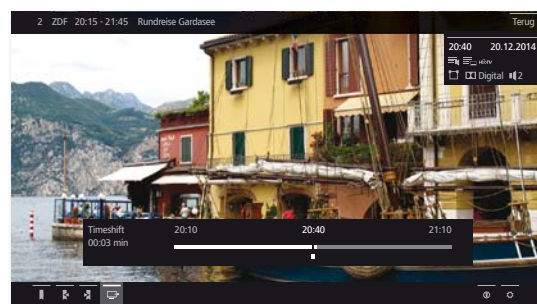 2 ZDF 20:15 - 21:45 Rundreise Gardasee Terug
20:40 20.12.2014
HDTV
Digital 2
Timeshift 20:10 20:40 21:10
00:03 min